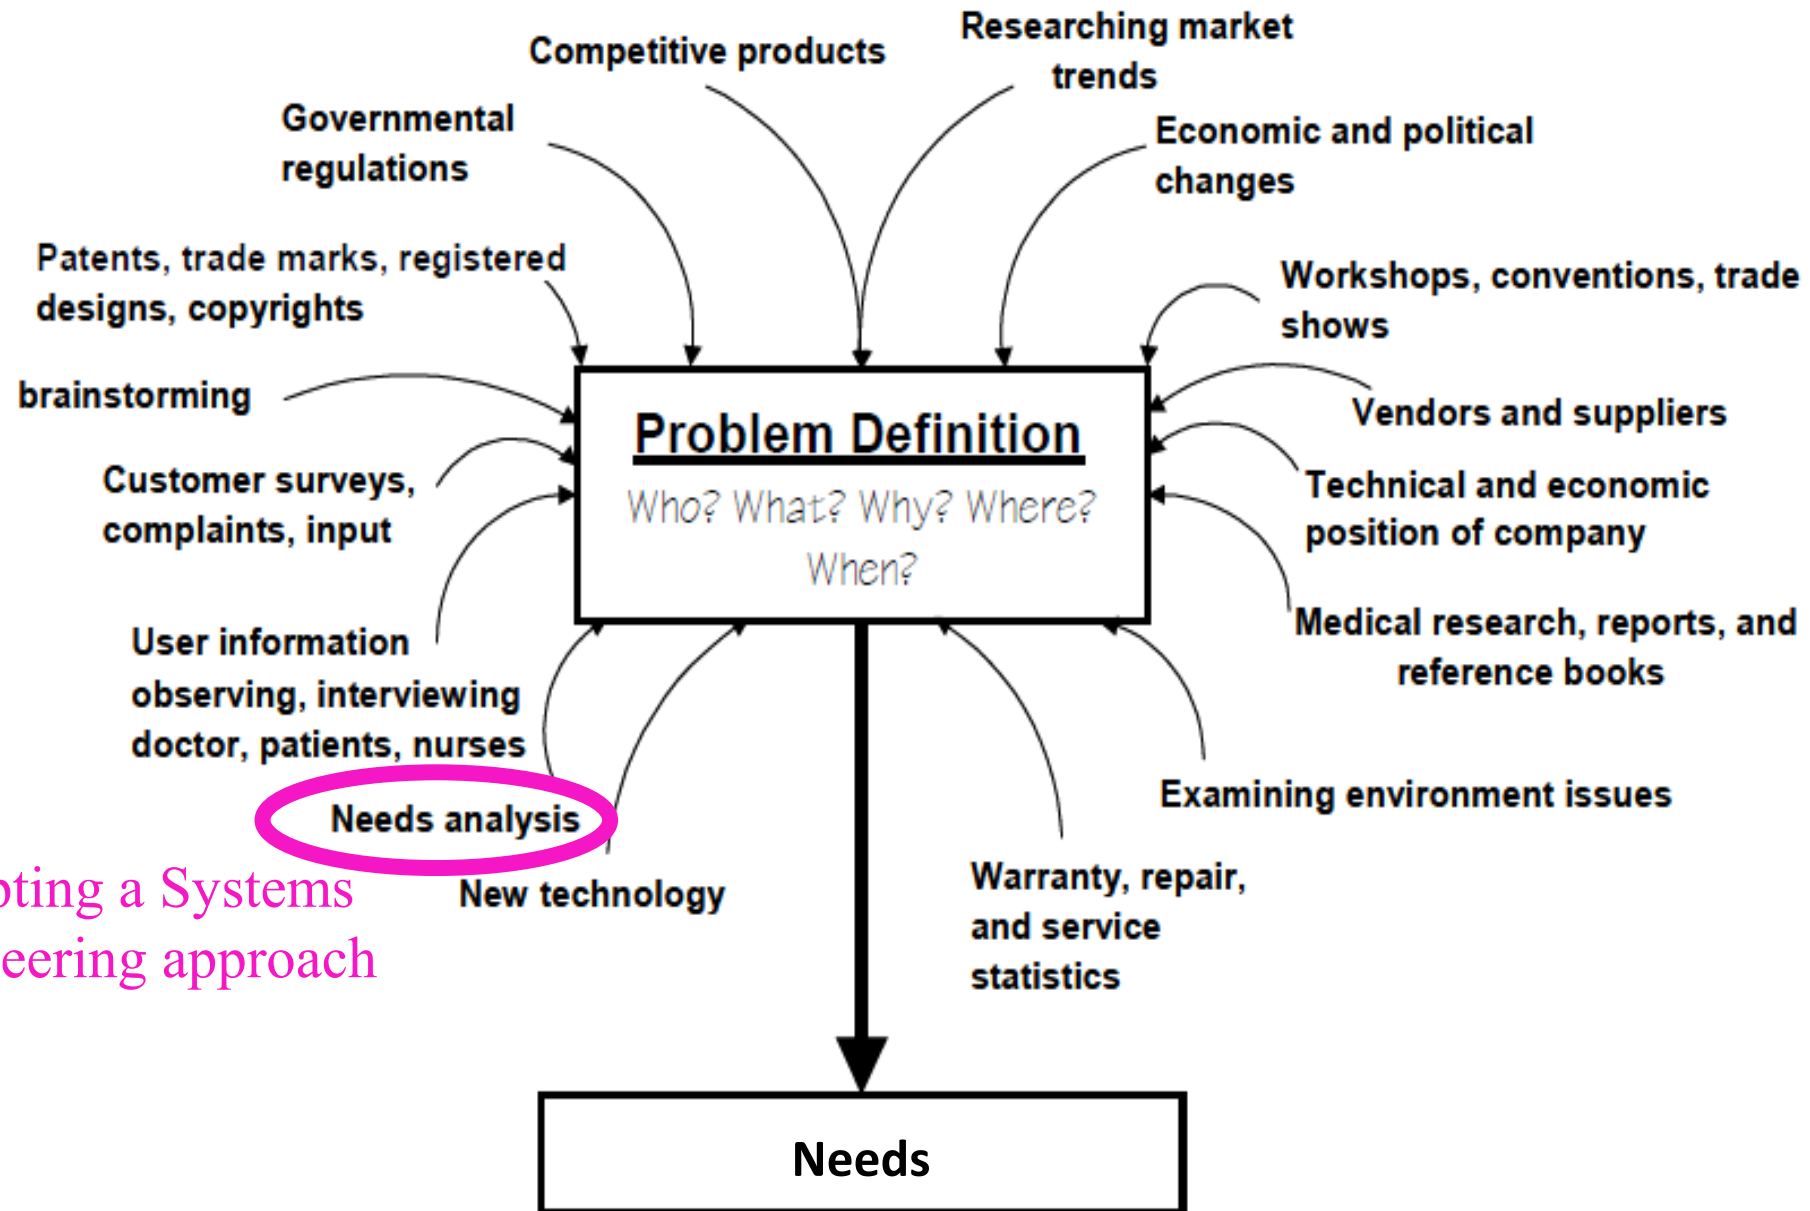 Competitive products
Researching market
trends
Governmental
regulations
Economic and political
changes
Patents, trade marks, registered
designs, copyrights
Workshops, conventions, trade
shows
brainstorming
Problem Definition
Who? What? Why? Where?
When?
Vendors and suppliers
Customer surveys,
complaints, input
Technical and economic
position of company
User information
observing, interviewing
doctor, patients, nurses
Medical research, reports, and
reference books
Needs analysis
Examining environment issues
a Systems
approach
New technology
Warranty, repair,
and service
statistics
Needs